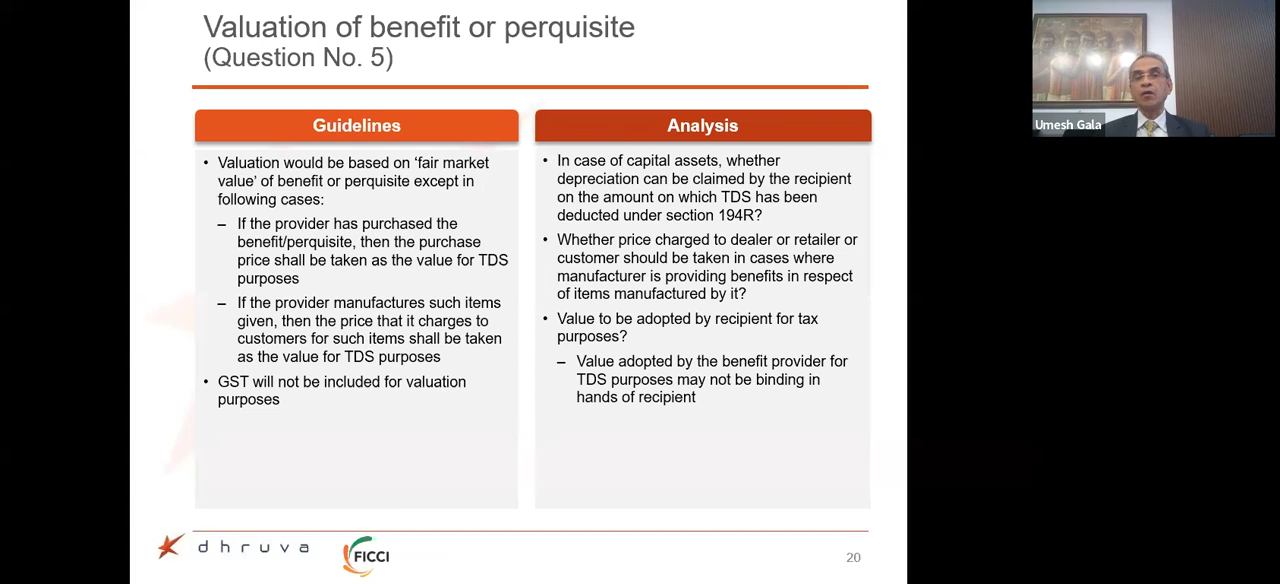 Valuation of benefit or perquisite
(Question No. 5)
Guidelines
• Valuation would be based on ‘fair market
value’ of benefit or perquisite except in
following cases:
– If the provider has purchased the
benefit/perquisite, then the purchase
price shall be taken as the value for TDS
purposes
– If the provider manufactures such items
given, then the price that it charges to
customers for such items shall be taken
as the value for TDS purposes
• GST will not be included for valuation
purposes
Analysis
• In case of capital assets, whether
depreciation can be claimed by the recipient
on the amount on which TDS has been
deducted under section 194R?
• Whether price charged to dealer or retailer or
customer should be taken in cases where
manufacturer is providing benefits in respect
of items manufactured by it?
• Value to be adopted by recipient for tax
purposes?
– Value adopted by the benefit provider for
TDS purposes may not be binding in
hands of recipient
dhruva
FICCI
20
Umesh Gala